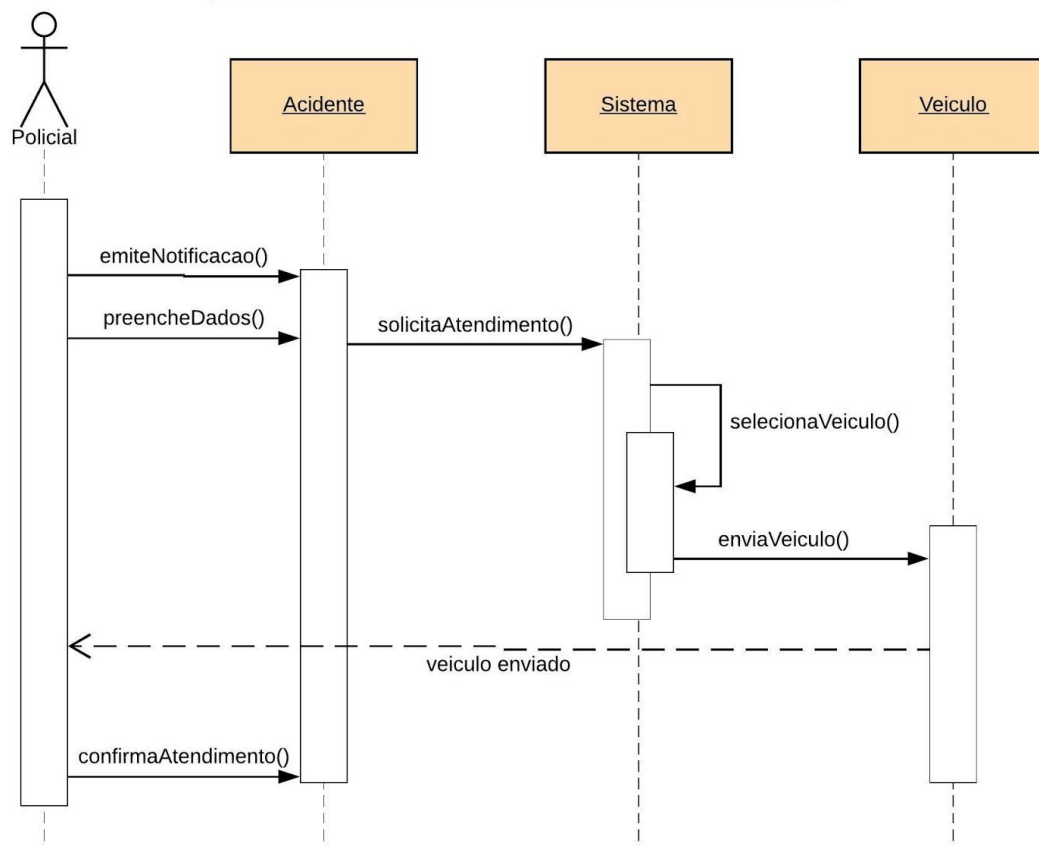 Policial
Acidente
Sistema
Veiculo
emiteNotificacao()
preencheDados()
solicitaAtendimento()
selecionaVeiculo()
enviaVeiculo()
veiculo enviado
confirmaAtendimento()